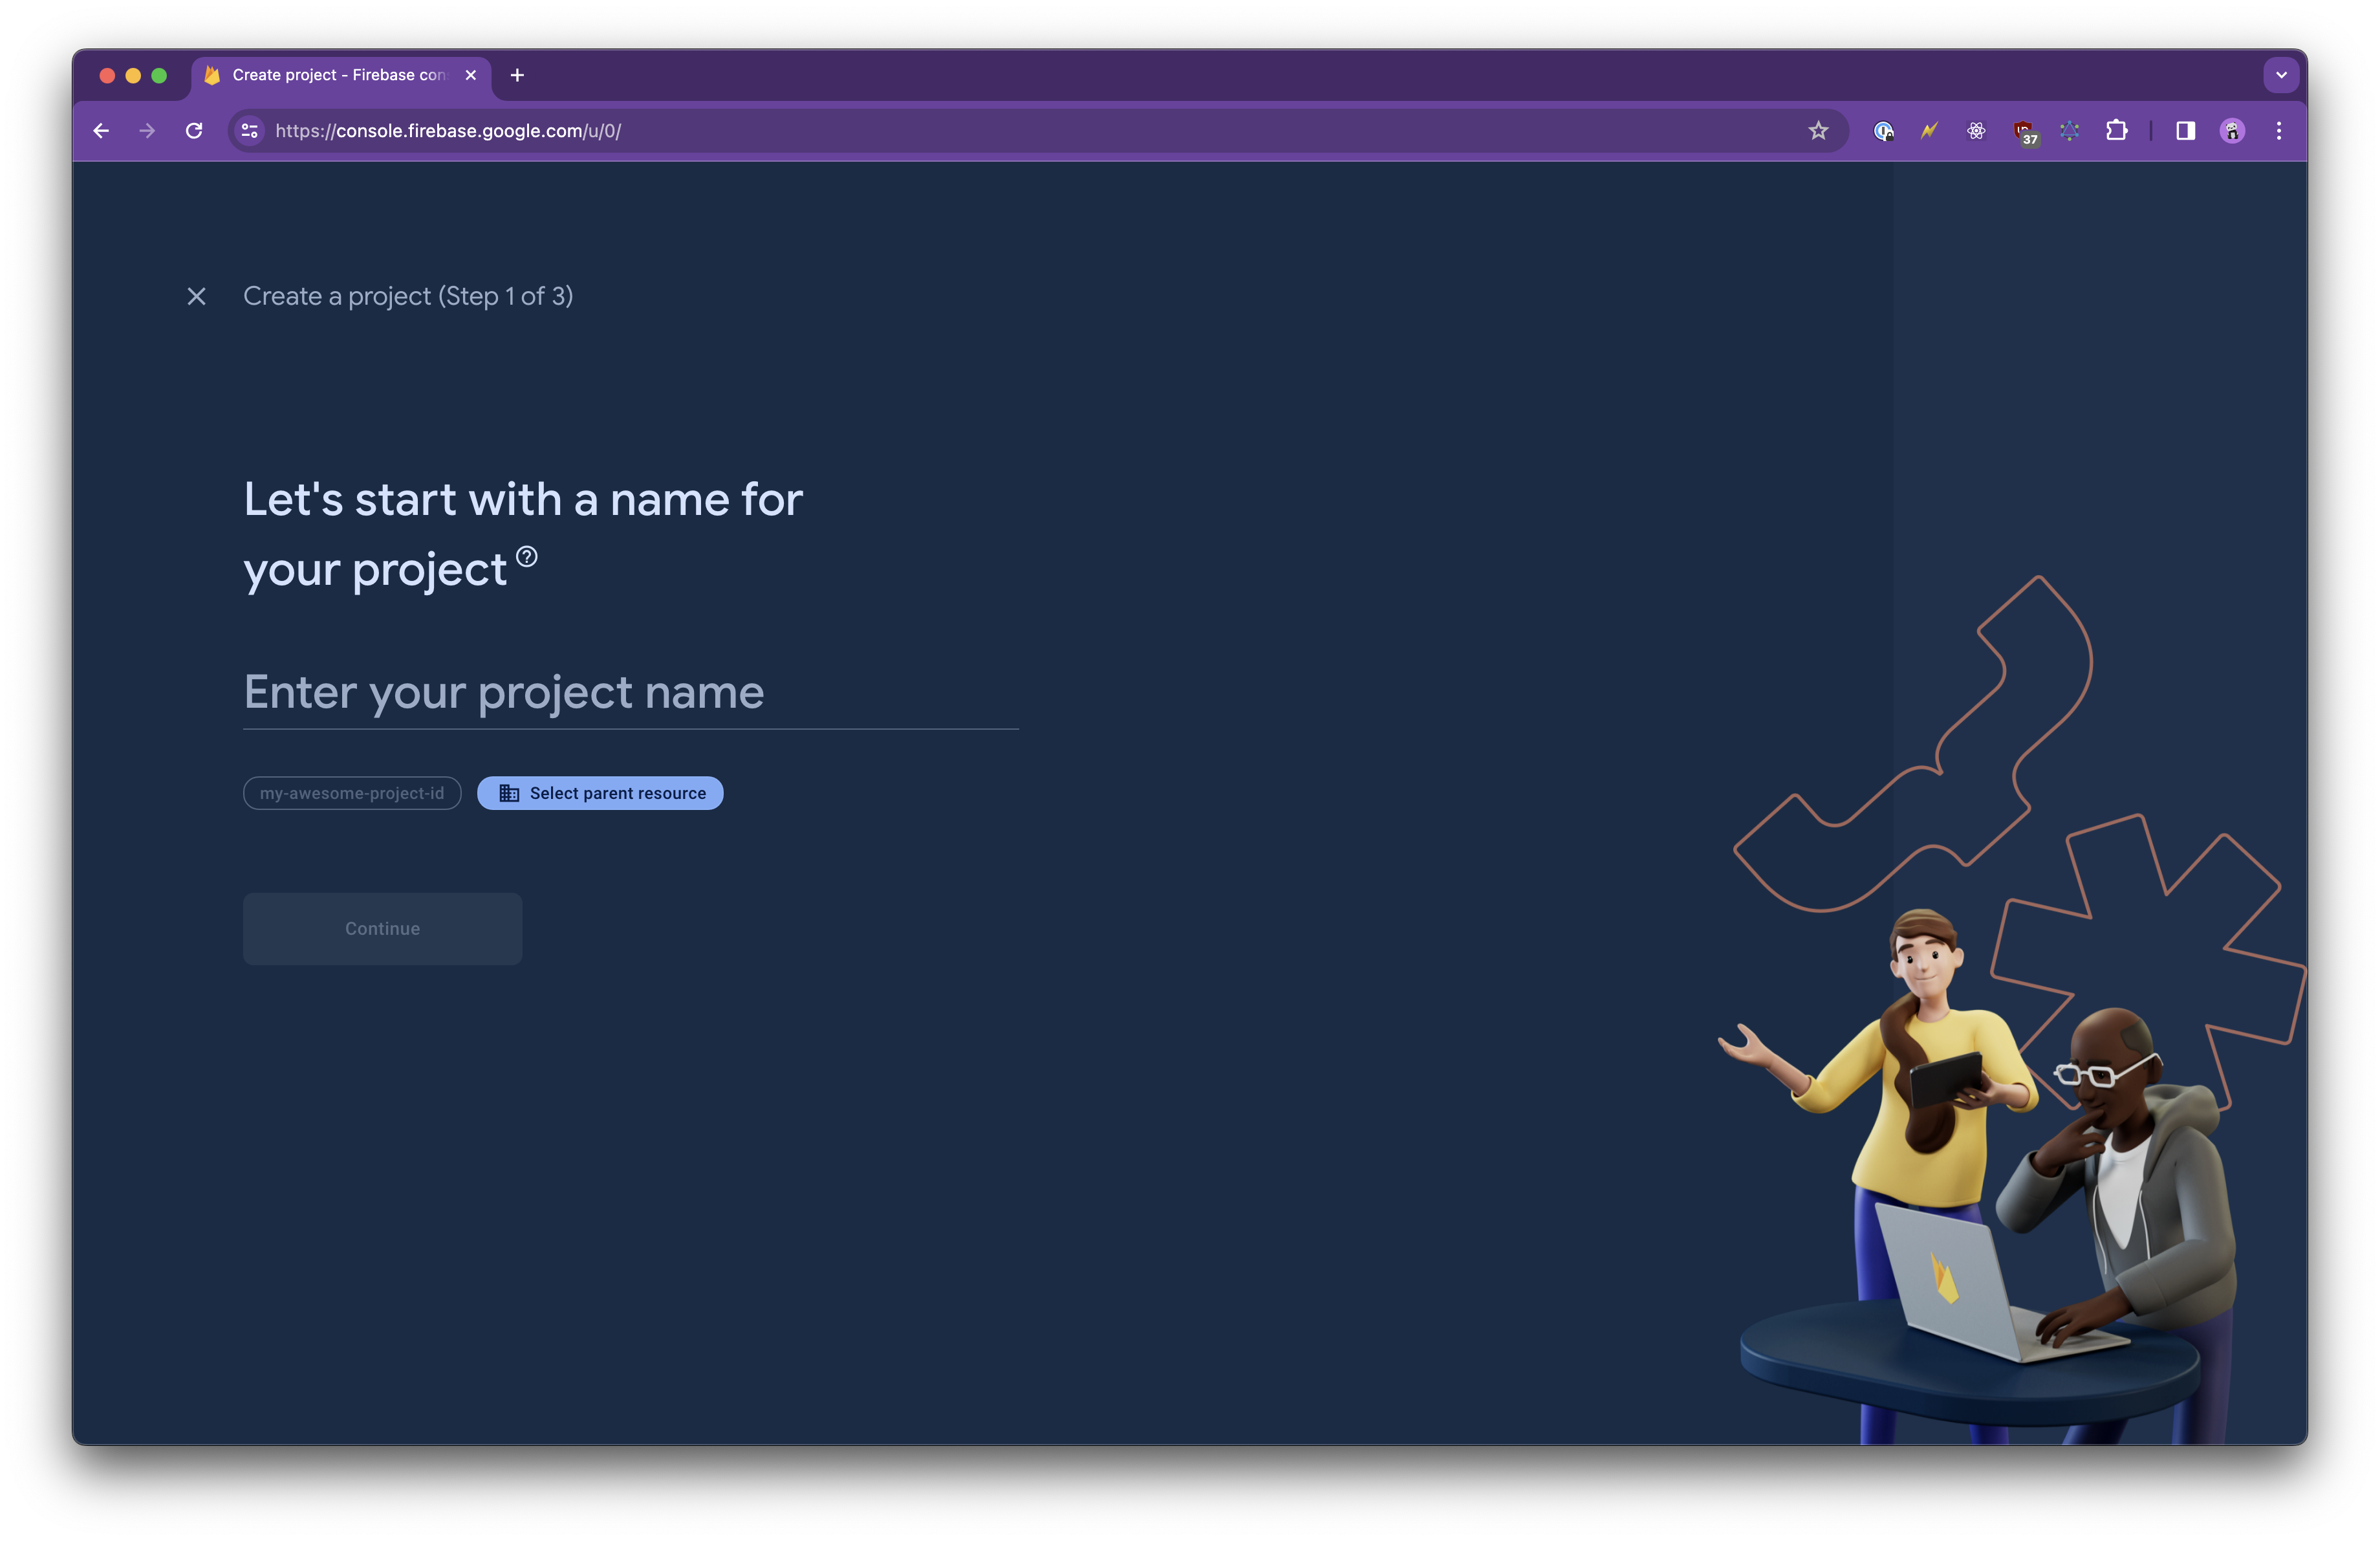 Create project - Firebase con
https://console.firebase.google.com/u/0/
37
Create a project (Step 1 of 3)
Let's start with a name for
your project
Enter your project name
my-awesome-project-id
Select parent resource
Continue